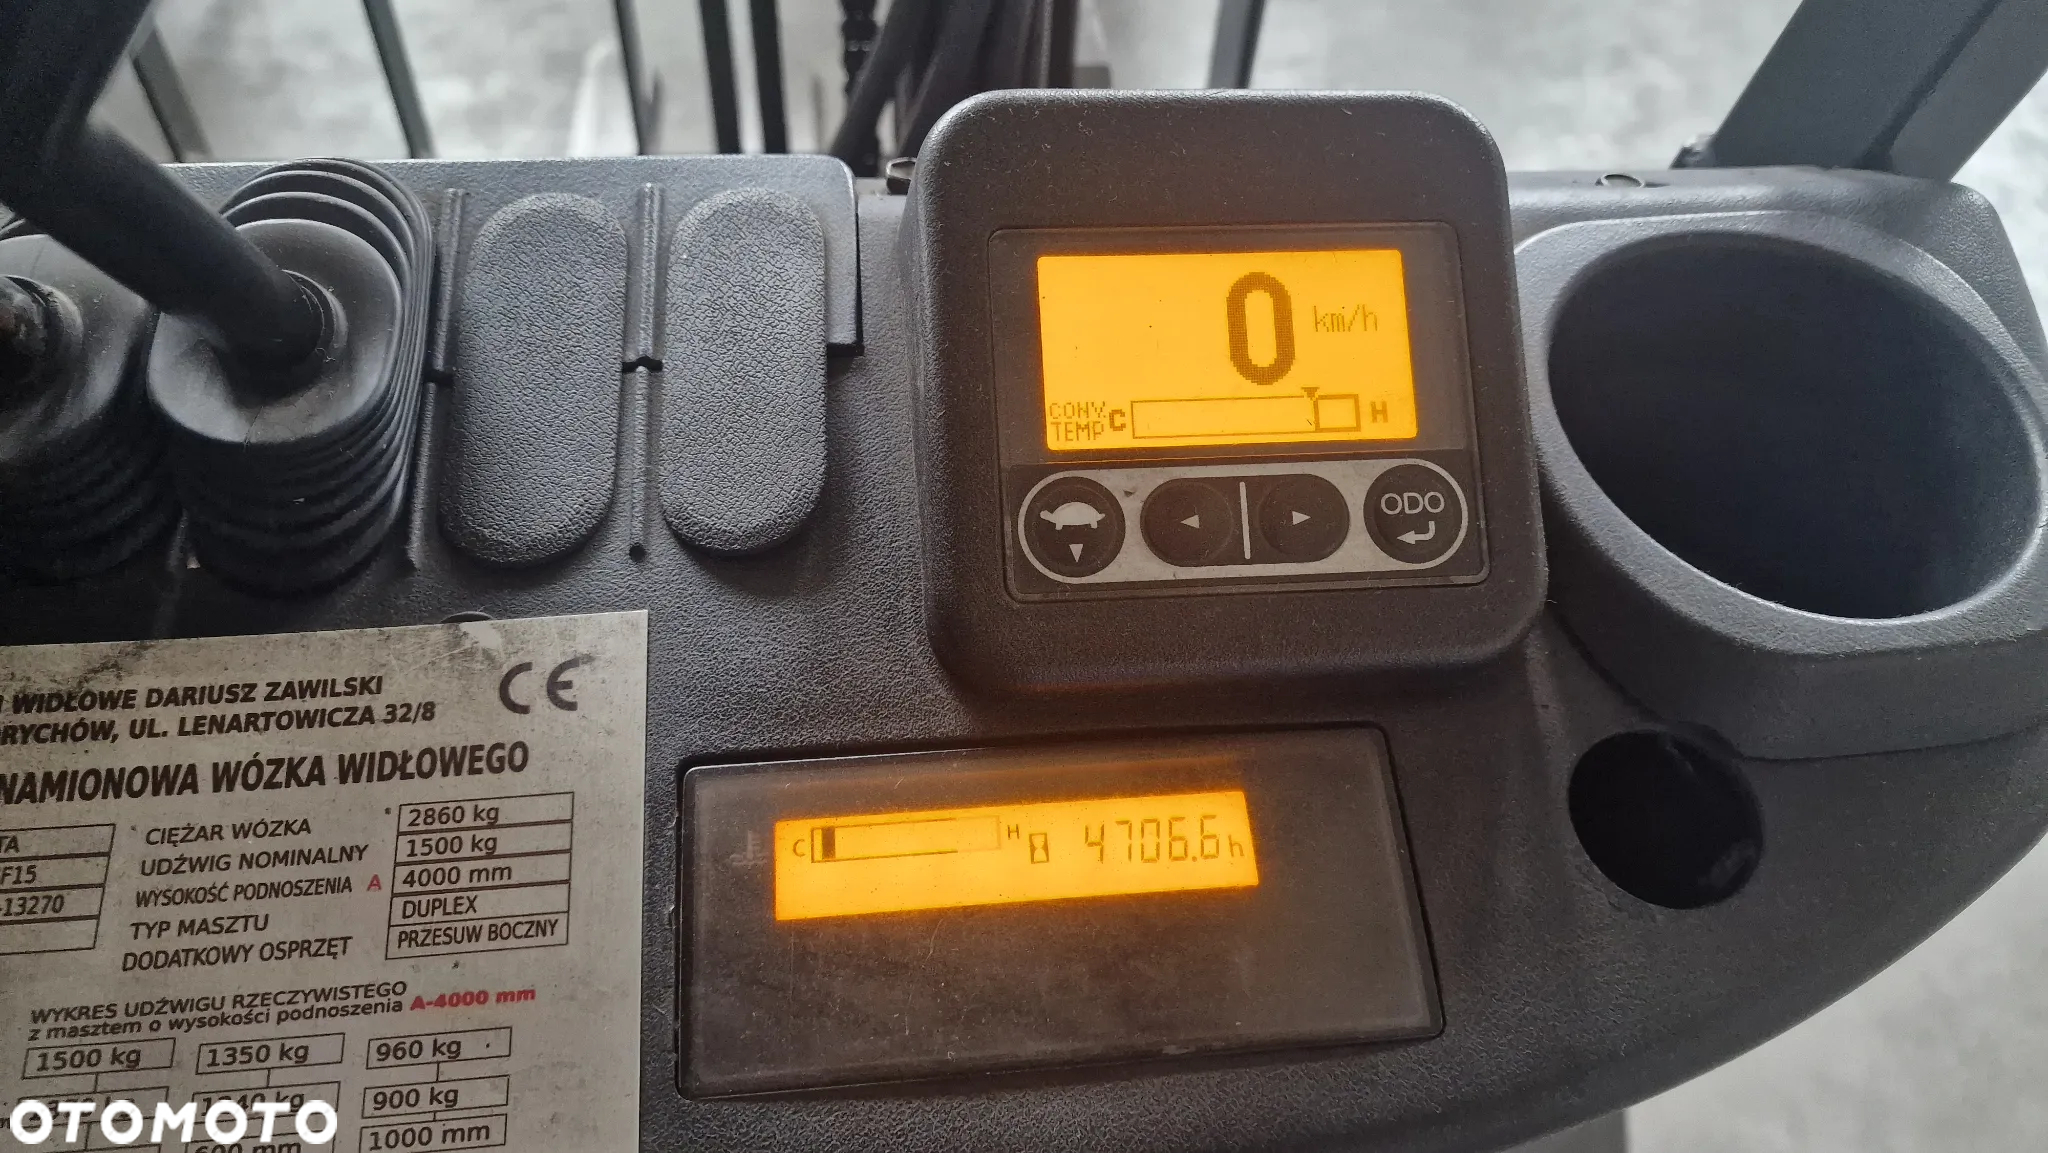 0 km/h
CONV. TEMP C H
ODO
C H 4706.6 h
WIDŁOWE DARIUSZ ZAWILSKI
RYCHÓW, UL. LENARTOWICZA 32/8
CE
NAMIONOWA WÓZKA WIDŁOWEGO
TA
F15
-13270
CIĘŻAR WÓZKA 2860 kg
UDŹWIG NOMINALNY 1500 kg
WYSOKOŚĆ PODNOSZENIA A 4000 mm
TYP MASZTU DUPLEX
DODATKOWY OSPRZĘT PRZESUW BOCZNY
WYKRES UDŹWIGU RZECZYWISTEGO A-4000 mm
z masztem o wysokości podnoszenia
1500 kg 1350 kg 960 kg
900 kg
600 mm 1000 mm
OTOMOTO